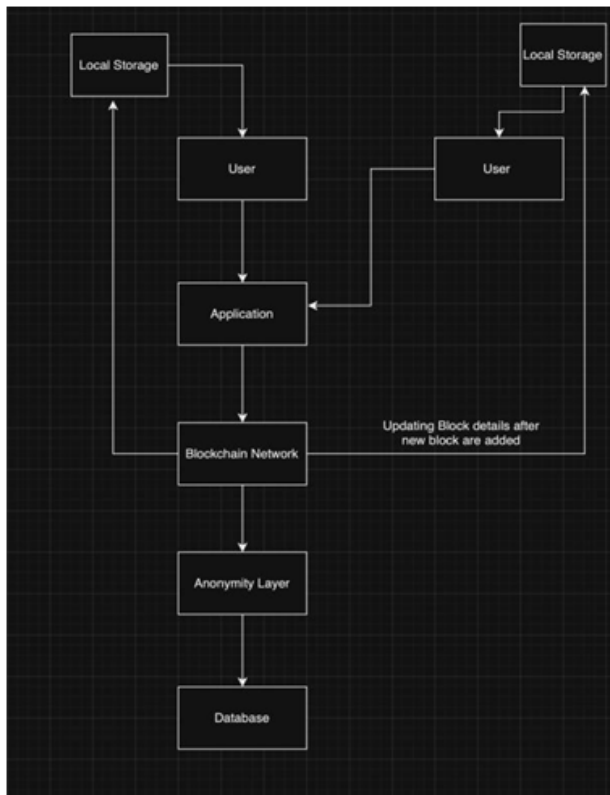 Local Storage
Local Storage
User
User
Application
Updating Block details after
new block are added
Blockchain Network
Anonymity Layer
Database